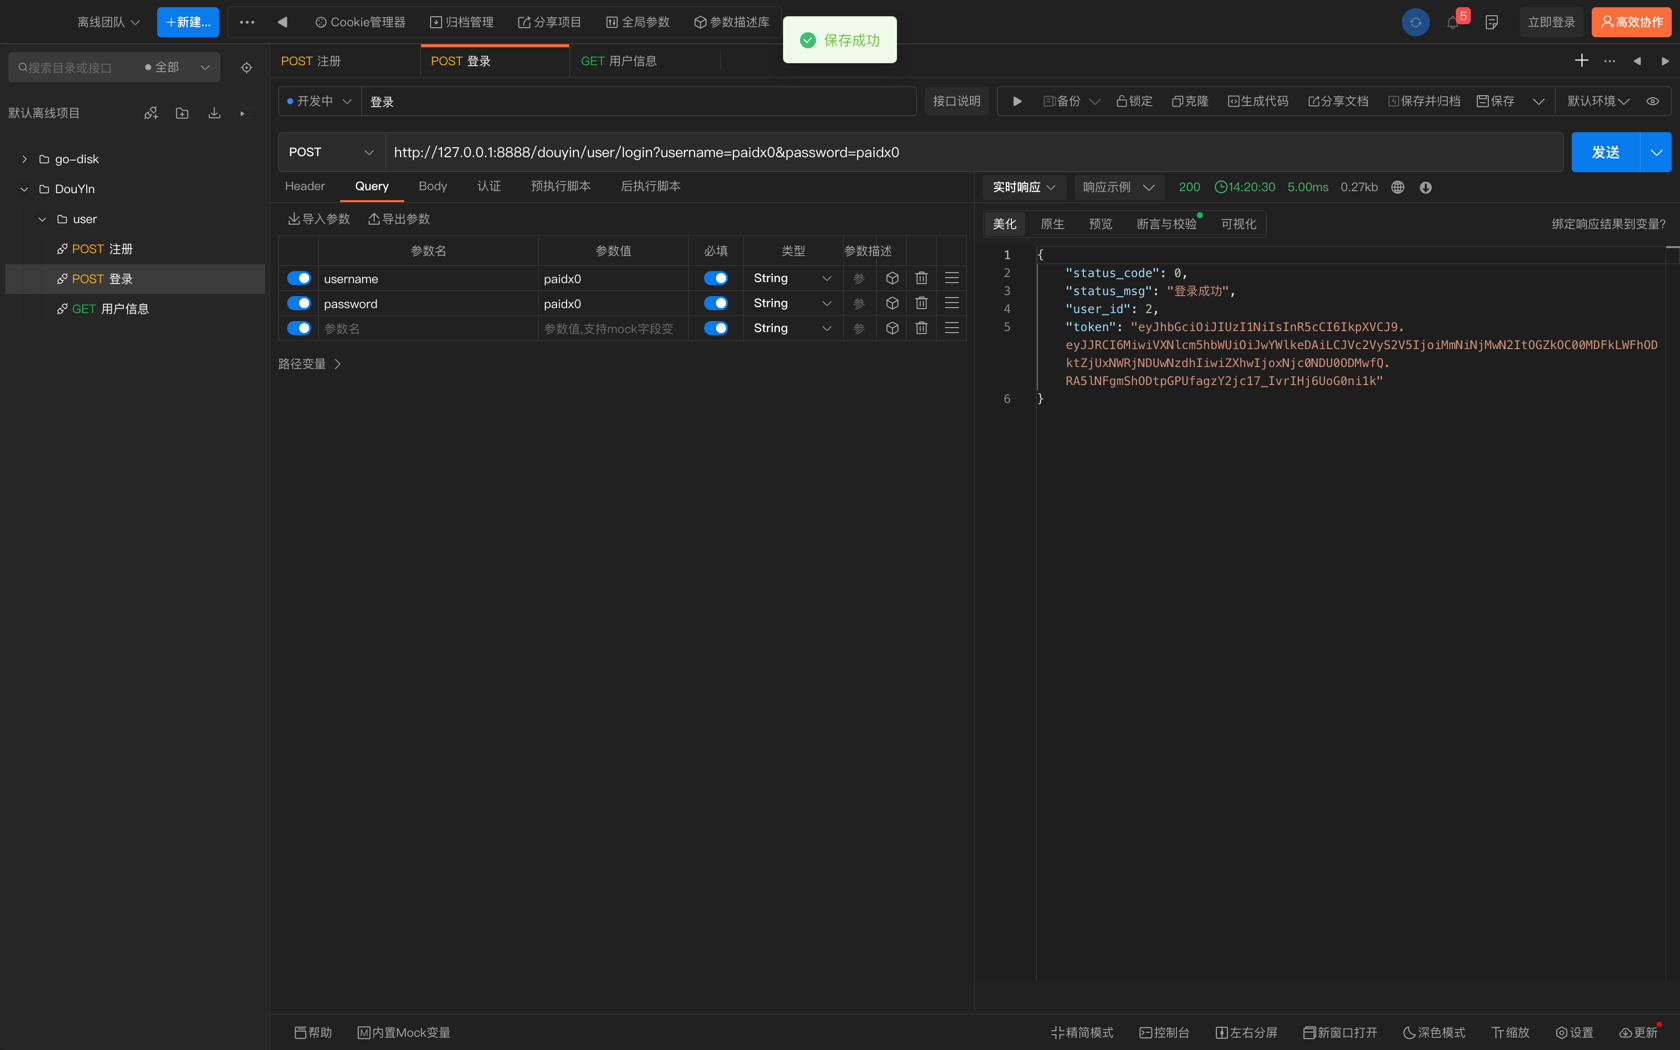 离线团队
+新建...
Cookie管理器
归档管理
分享项目
全局参数
参数描述库
保存成功
5
立即登录
高效协作
搜索目录或接口
全部
POST 注册
POST 登录
GET 用户信息
默认离线项目
开发中
登录
接口说明
备份
锁定
克隆
生成代码
分享文档
保存并归档
保存
默认环境
go-disk
DouYIn
user
POST 注册
POST 登录
GET 用户信息
POST
http://127.0.0.1:8888/douyin/user/login?username=paidx0&password=paidx0
发送
Header
Query
Body
认证
预执行脚本
后执行脚本
实时响应
响应示例
200
14:20:30
5.00ms
0.27kb
导入参数
导出参数
美化
原生
预览
断言与校验
可视化
绑定响应结果到变量?
参数名
参数值
必填
类型
参数描述
username
paidx0
String
参
password
paidx0
String
参
参数名
参数值,支持mock字段变
String
参
路径变量
1 {
2 "status_code": 0,
3 "status_msg": "登录成功",
4 "user_id": 2,
5 "token": "eyJhbGciOiJIUzI1NiIsInR5cCI6IkpXVCJ9.
eyJJRCI6MiwiVXNlcm5hbWUiOiJwYWlkeDAiLCJVc2VyS2V5IjoiMmNiNjMwN2ItOGZkOC00MDFkLWFhOD
ktZjUxNWRjNDUwNzdhIiwiZXhwIjoxNjc0NDU0ODMwfQ.
RA5lNFgmShODtpGPUfagzY2jc17_IvrIHj6UoG0ni1k"
6 }
帮助
内置Mock变量
精简模式
控制台
左右分屏
新窗口打开
深色模式
缩放
设置
更新